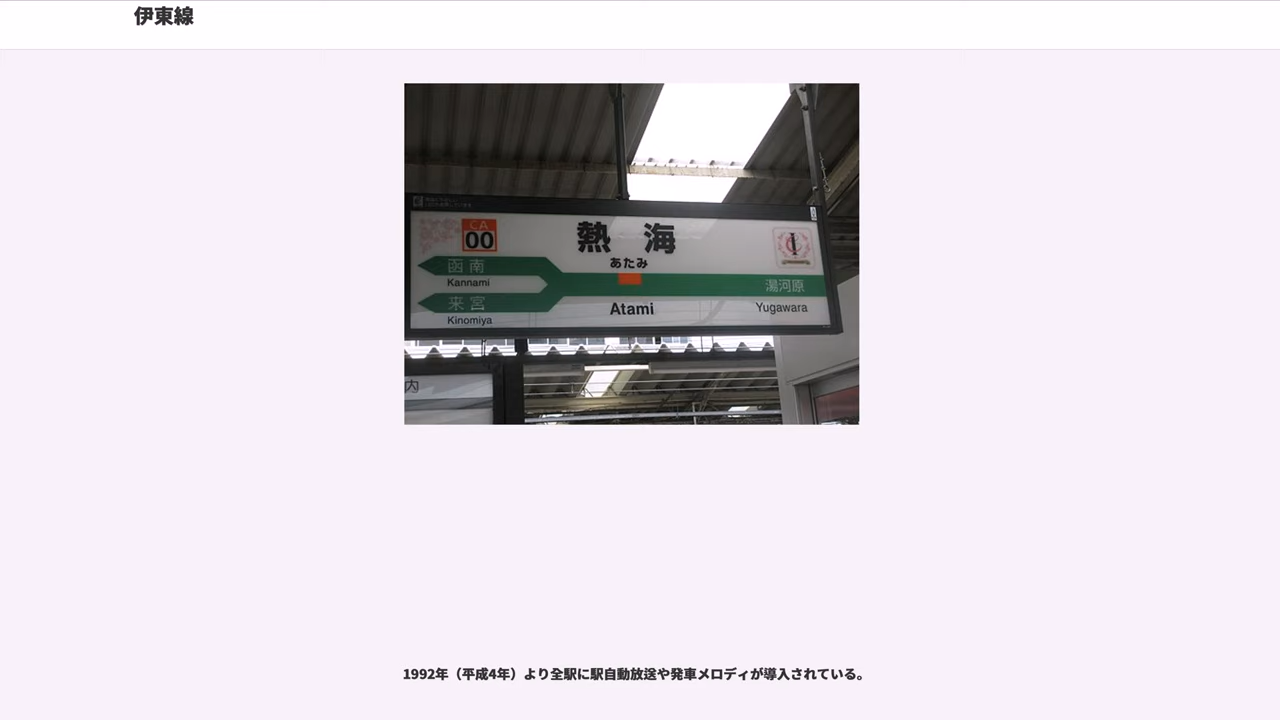 伊東線
CA
00
熱 海
あたみ
函 南
Kannami
湯河原
来 宮
Atami
Yugawara
Kinomiya
内
1992年（平成4年）より全駅に駅自動放送や発車メロディが導入されている。